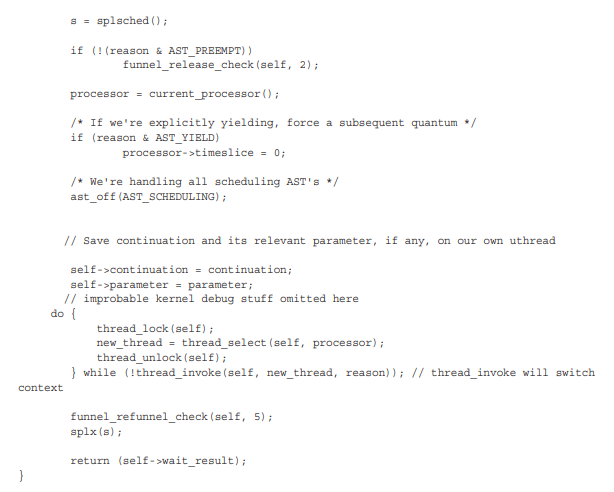 s = splsched();
if (!(reason & AST_PREEMPT))
funnel_release_check(self, 2);
processor = current_processor();
/* If we're explicitly yielding, force a subsequent quantum */
if (reason & AST_YIELD)
processor->timeslice = 0;
/* We're handling all scheduling AST's */
ast_off(AST_SCHEDULING);
// Save continuation and its relevant parameter, if any, on our own uthread
self->continuation = continuation;
self->parameter = parameter;
// improbable kernel debug stuff omitted here
do {
thread_lock(self);
new_thread = thread_select(self, processor);
thread_unlock(self);
} while (!thread_invoke(self, new_thread, reason)); // thread_invoke will switch
context
funnel_refunnel_check(self, 5);
splx(s);
return (self->wait_result);
}